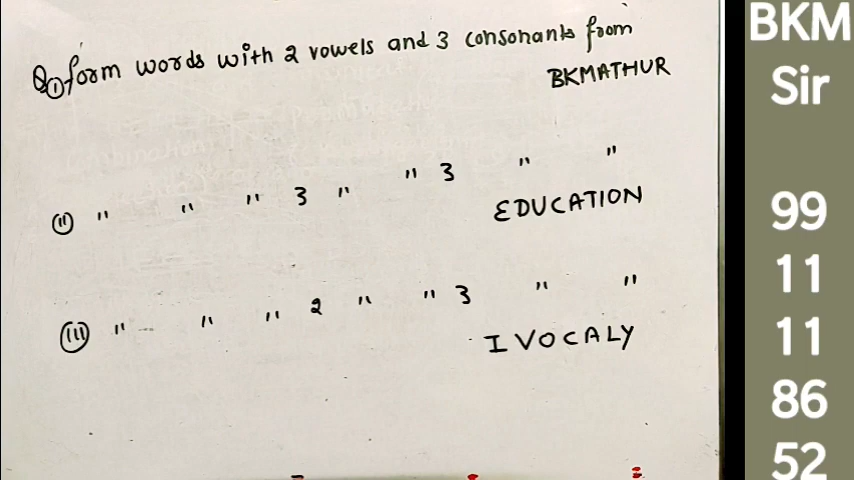 Q ① form words with 2 vowels and 3 consonants from
BKMATHUR
(ii) " " " 3 " " 3 " "
EDUCATION
(iii) " " " 2 " " 3 " "
IVOCALY
BKM
Sir
99
11
11
86
52